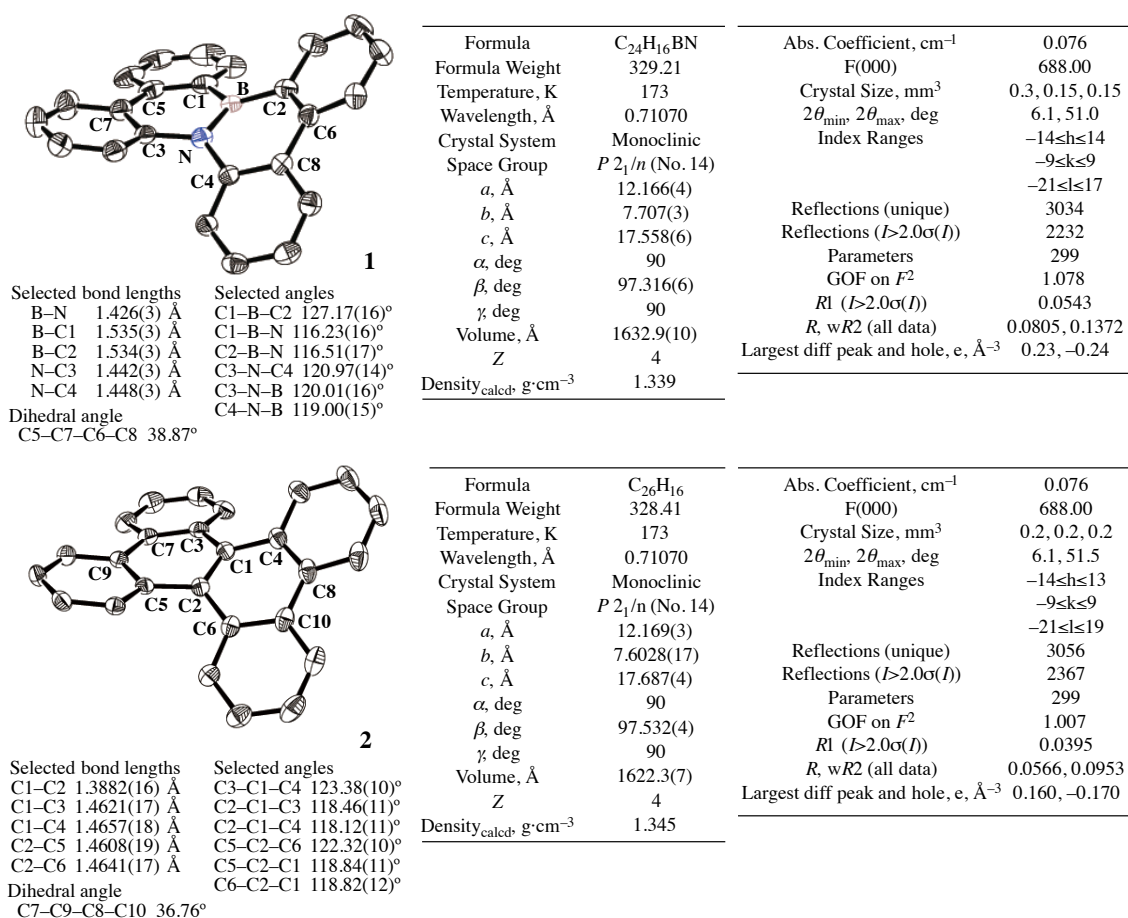 B
C1
C2
C5
C7
C6
C3
N
C8
C4
1
Selected bond lengths
B–N 1.426(3) Å
B–C1 1.535(3) Å
B–C2 1.534(3) Å
N–C3 1.442(3) Å
N–C4 1.448(3) Å
Dihedral angle
C5–C7–C6–C8 38.87º
Selected angles
C1–B–C2 127.17(16)º
C1–B–N 116.23(16)º
C2–B–N 116.51(17)º
C3–N–C4 120.97(14)º
C3–N–B 120.01(16)º
C4–N–B 119.00(15)º
Formula C₂₄H₁₆BN
Formula Weight 329.21
Temperature, K 173
Wavelength, Å 0.71070
Crystal System Monoclinic
Space Group P 2₁/n (No. 14)
a, Å 12.166(4)
b, Å 7.707(3)
c, Å 17.558(6)
α, deg 90
β, deg 97.316(6)
γ, deg 90
Volume, Å 1632.9(10)
Z 4
Density_calcd, g·cm⁻³ 1.339
Abs. Coefficient, cm⁻¹ 0.076
F(000) 688.00
Crystal Size, mm³ 0.3, 0.15, 0.15
2θ_min, 2θ_max, deg 6.1, 51.0
Index Ranges –14≤h≤14
–9≤k≤9
–21≤l≤17
Reflections (unique) 3034
Reflections (I>2.0σ(I)) 2232
Parameters 299
GOF on F² 1.078
R1 (I>2.0σ(I)) 0.0543
R, wR2 (all data) 0.0805, 0.1372
Largest diff peak and hole, e, Å⁻³ 0.23, –0.24
C7
C3
C4
C9
C1
C8
C5
C2
C6
C10
2
Selected bond lengths
C1–C2 1.3882(16) Å
C1–C3 1.4621(17) Å
C1–C4 1.4657(18) Å
C2–C5 1.4608(19) Å
C2–C6 1.4641(17) Å
Dihedral angle
C7–C9–C8–C10 36.76º
Selected angles
C3–C1–C4 123.38(10)º
C2–C1–C3 118.46(11)º
C2–C1–C4 118.12(11)º
C5–C2–C6 122.32(10)º
C5–C2–C1 118.84(11)º
C6–C2–C1 118.82(12)º
Formula C₂₆H₁₆
Formula Weight 328.41
Temperature, K 173
Wavelength, Å 0.71070
Crystal System Monoclinic
Space Group P 2₁/n (No. 14)
a, Å 12.169(3)
b, Å 7.6028(17)
c, Å 17.687(4)
α, deg 90
β, deg 97.532(4)
γ, deg 90
Volume, Å 1622.3(7)
Z 4
Density_calcd, g·cm⁻³ 1.345
Abs. Coefficient, cm⁻¹ 0.076
F(000) 688.00
Crystal Size, mm³ 0.2, 0.2, 0.2
2θ_min, 2θ_max, deg 6.1, 51.5
Index Ranges –14≤h≤13
–9≤k≤9
–21≤l≤19
Reflections (unique) 3056
Reflections (I>2.0σ(I)) 2367
Parameters 299
GOF on F² 1.007
R1 (I>2.0σ(I)) 0.0395
R, wR2 (all data) 0.0566, 0.0953
Largest diff peak and hole, e, Å⁻³ 0.160, –0.170